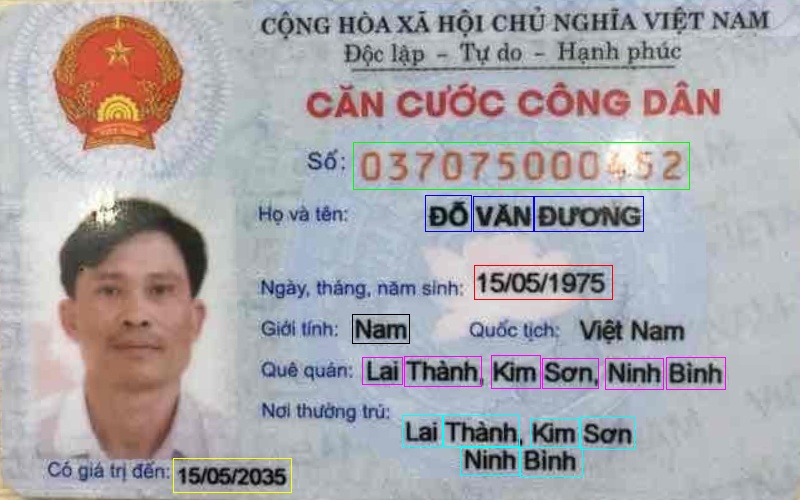 CỘNG HÒA XÃ HỘI CHỦ NGHĨA VIỆT NAM
Độc lập – Tự do – Hạnh phúc
CĂN CƯỚC CÔNG DÂN
Số:
Họ và tên: ĐỖ VĂN ĐƯƠNG
Ngày, tháng, năm sinh: 15/05/1975
Giới tính: Nam Quốc tịch: Việt Nam
Quê quán: Lai Thành, Kim Sơn, Ninh Bình
Nơi thường trú:
Lai Thành, Kim Sơn
Ninh Bình
Có giá trị đến: 15/05/2035